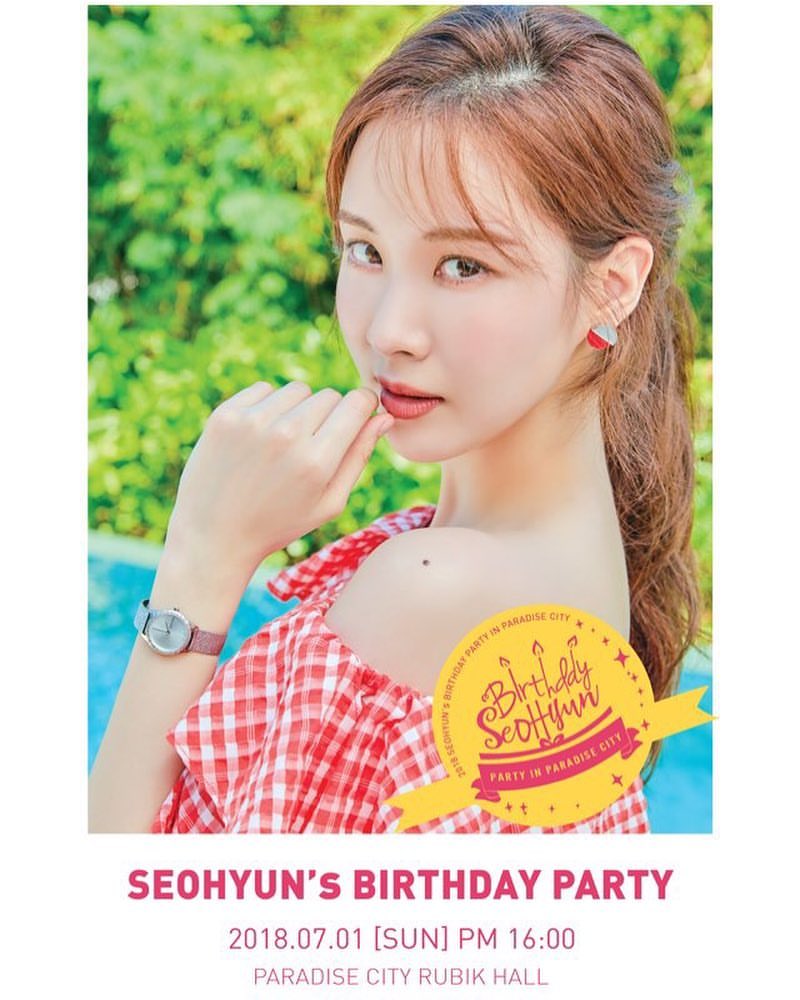 2018 SEOHYUN'S BIRTHDAY PARTY IN PARADISE CITY
Birthday
SeoHyun
PARTY IN PARADISE CITY
SEOHYUN's BIRTHDAY PARTY
2018.07.01 [SUN] PM 16:00
PARADISE CITY RUBIK HALL